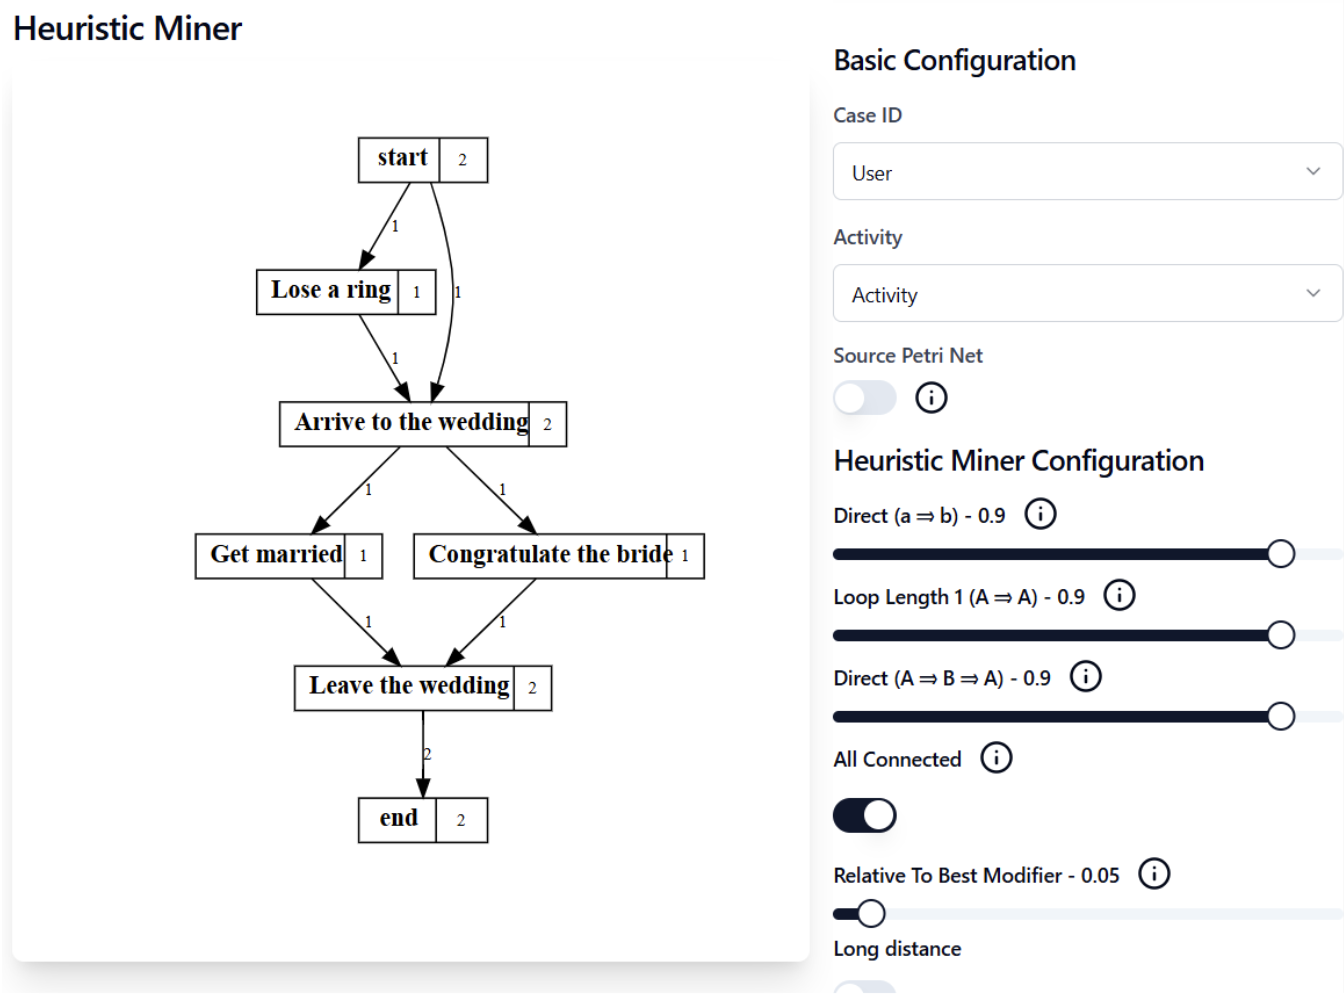 Heuristic Miner
start 2
1
Lose a ring 1
1
1
Arrive to the wedding 2
1 1
Get married 1
Congratulate the bride 1
1 1
Leave the wedding 2
2
end 2
Basic Configuration
Case ID
User
Activity
Activity
Source Petri Net
Heuristic Miner Configuration
Direct (a ⇒ b) - 0.9
Loop Length 1 (A ⇒ A) - 0.9
Direct (A ⇒ B ⇒ A) - 0.9
All Connected
Relative To Best Modifier - 0.05
Long distance